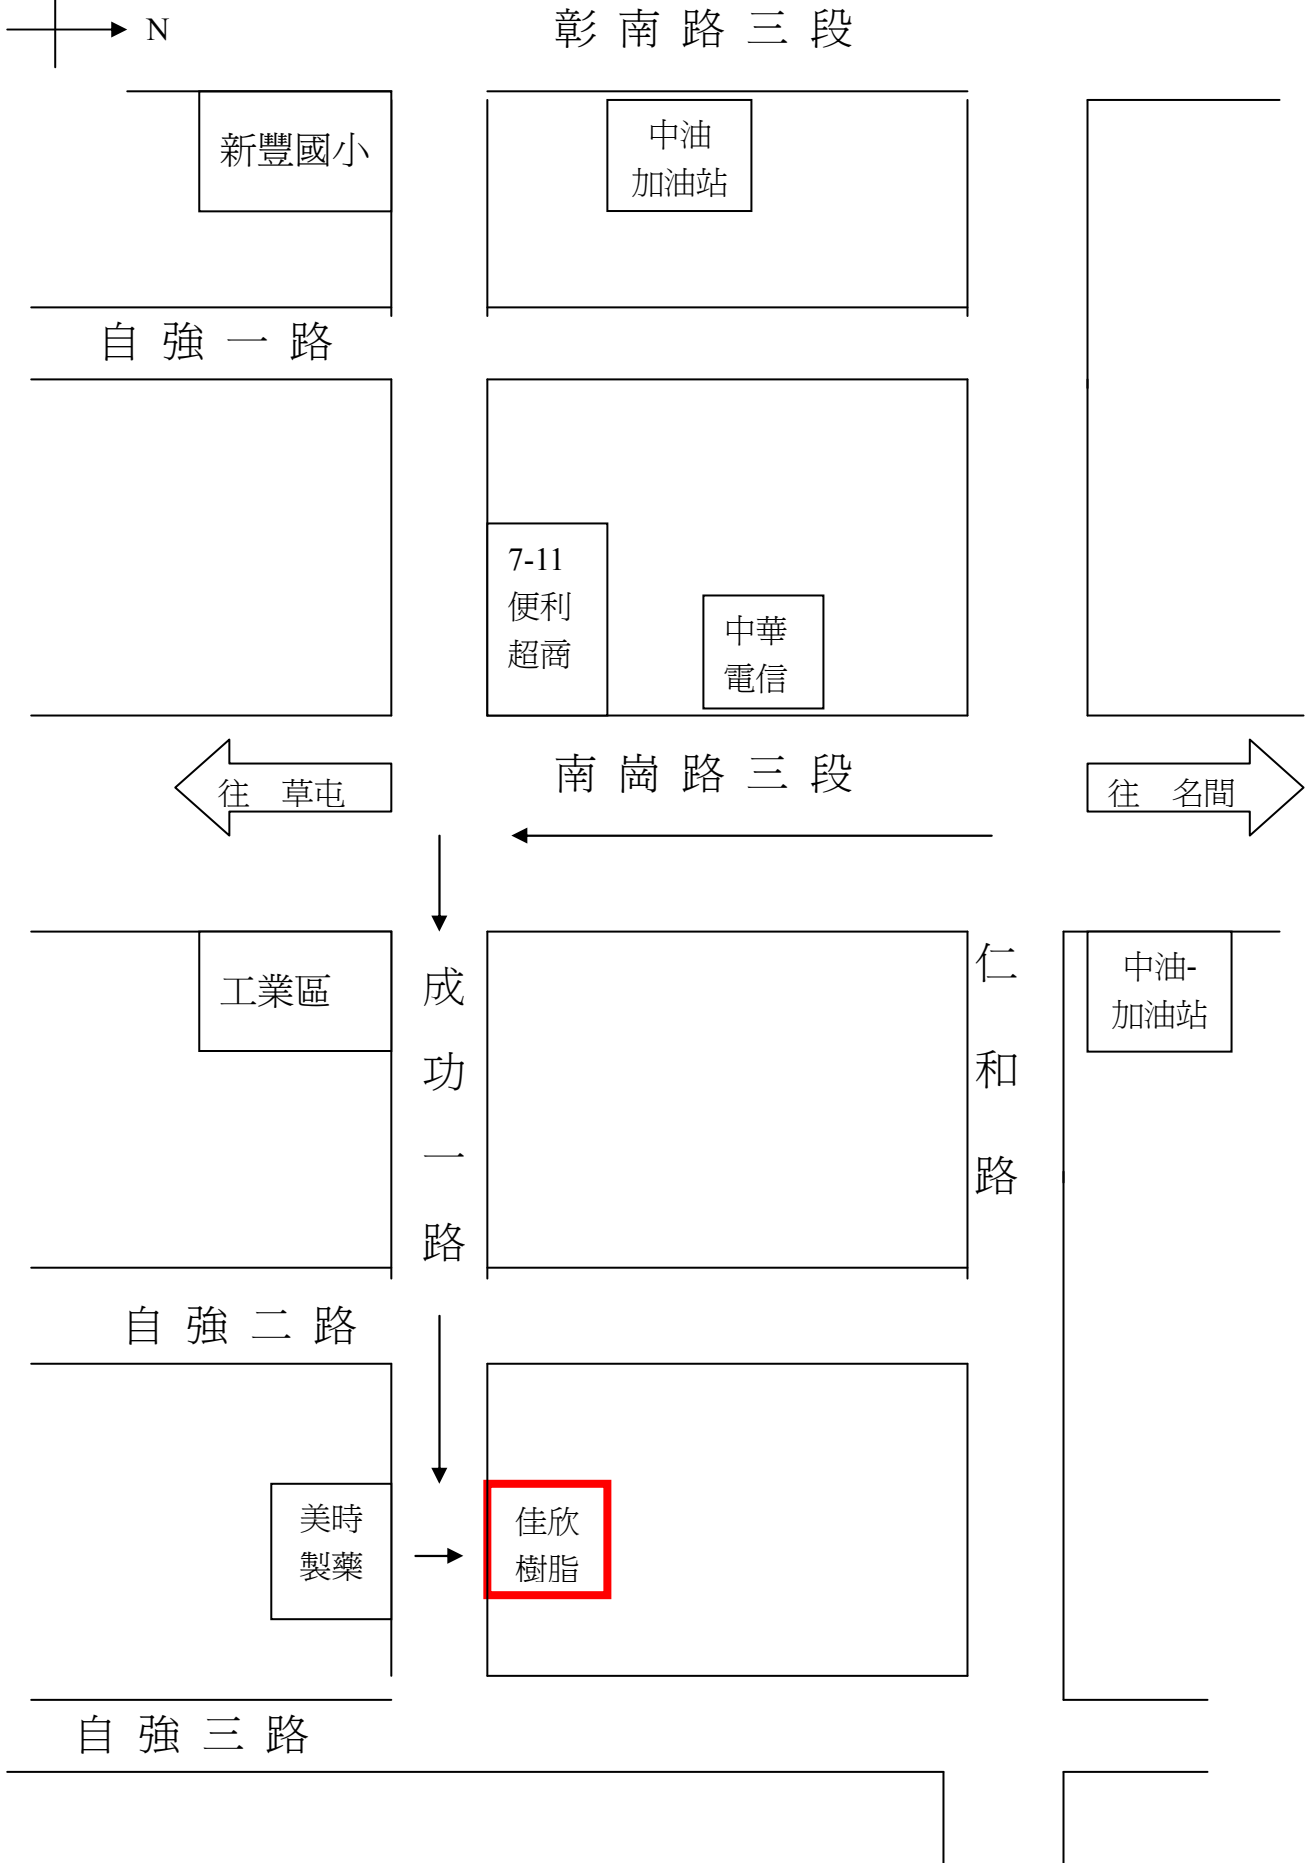 N
彰南路三段
新豐國小
中油
加油站
自強一路
7-11
便利
超商
中華
電信
南崗路三段
往 草屯
往 名間
工業區
成功一路
仁和路
中油-
加油站
自強二路
美時
製藥
佳欣
樹脂
自強三路